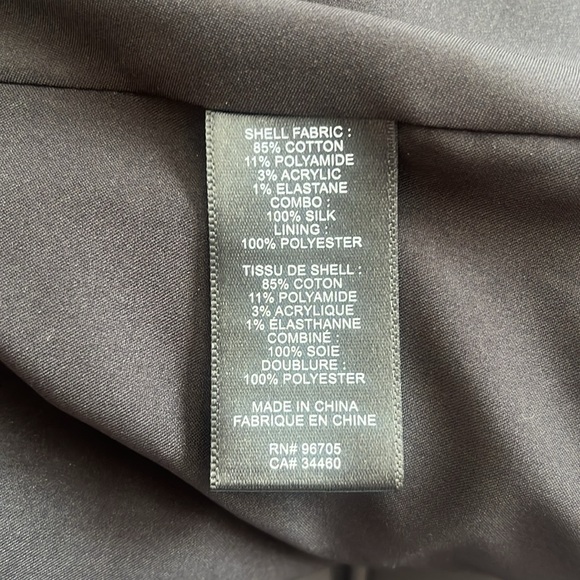 SHELL FABRIC :
85% COTTON
11% POLYAMIDE
3% ACRYLIC
1% ELASTANE
COMBO :
100% SILK
LINING :
100% POLYESTER
TISSU DE SHELL :
85% COTON
11% POLYAMIDE
3% ACRYLIQUE
1% ÉLASTHANNE
COMBINÉ :
100% SOIE
DOUBLURE :
100% POLYESTER
MADE IN CHINA
FABRIQUE EN CHINE
RN# 96705
CA# 34460